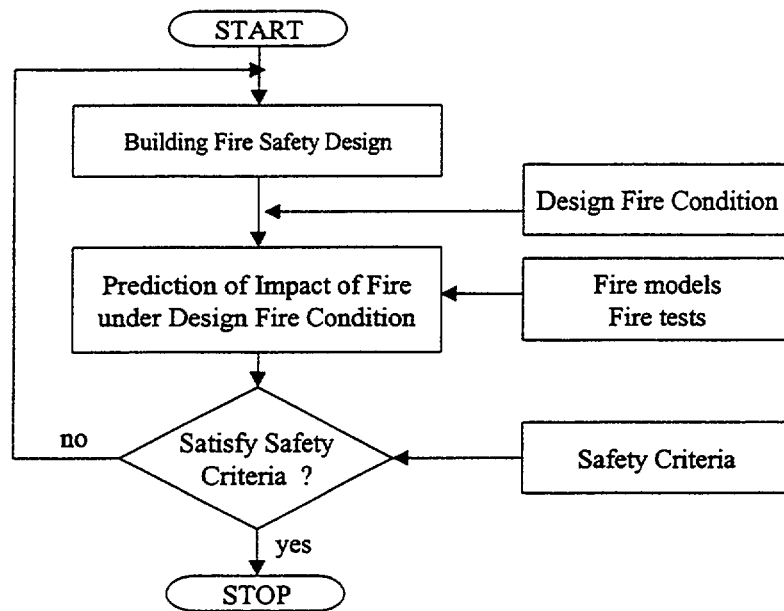 START
Building Fire Safety Design
Design Fire Condition
Prediction of Impact of Fire
under Design Fire Condition
Fire models
Fire tests
no
Satisfy Safety
Criteria ?
Safety Criteria
yes
STOP